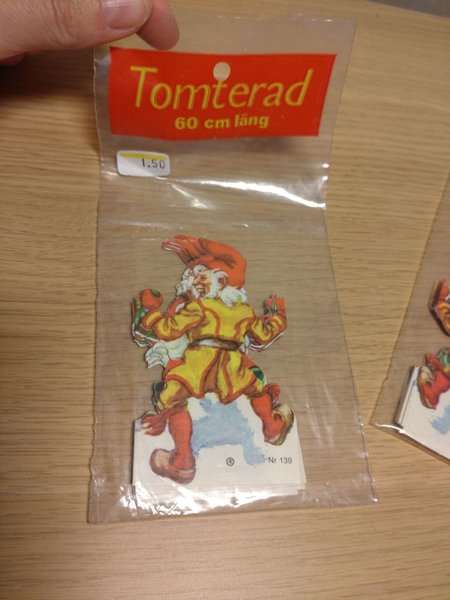 Tomterad
60 cm lång
1.50
Nr 139